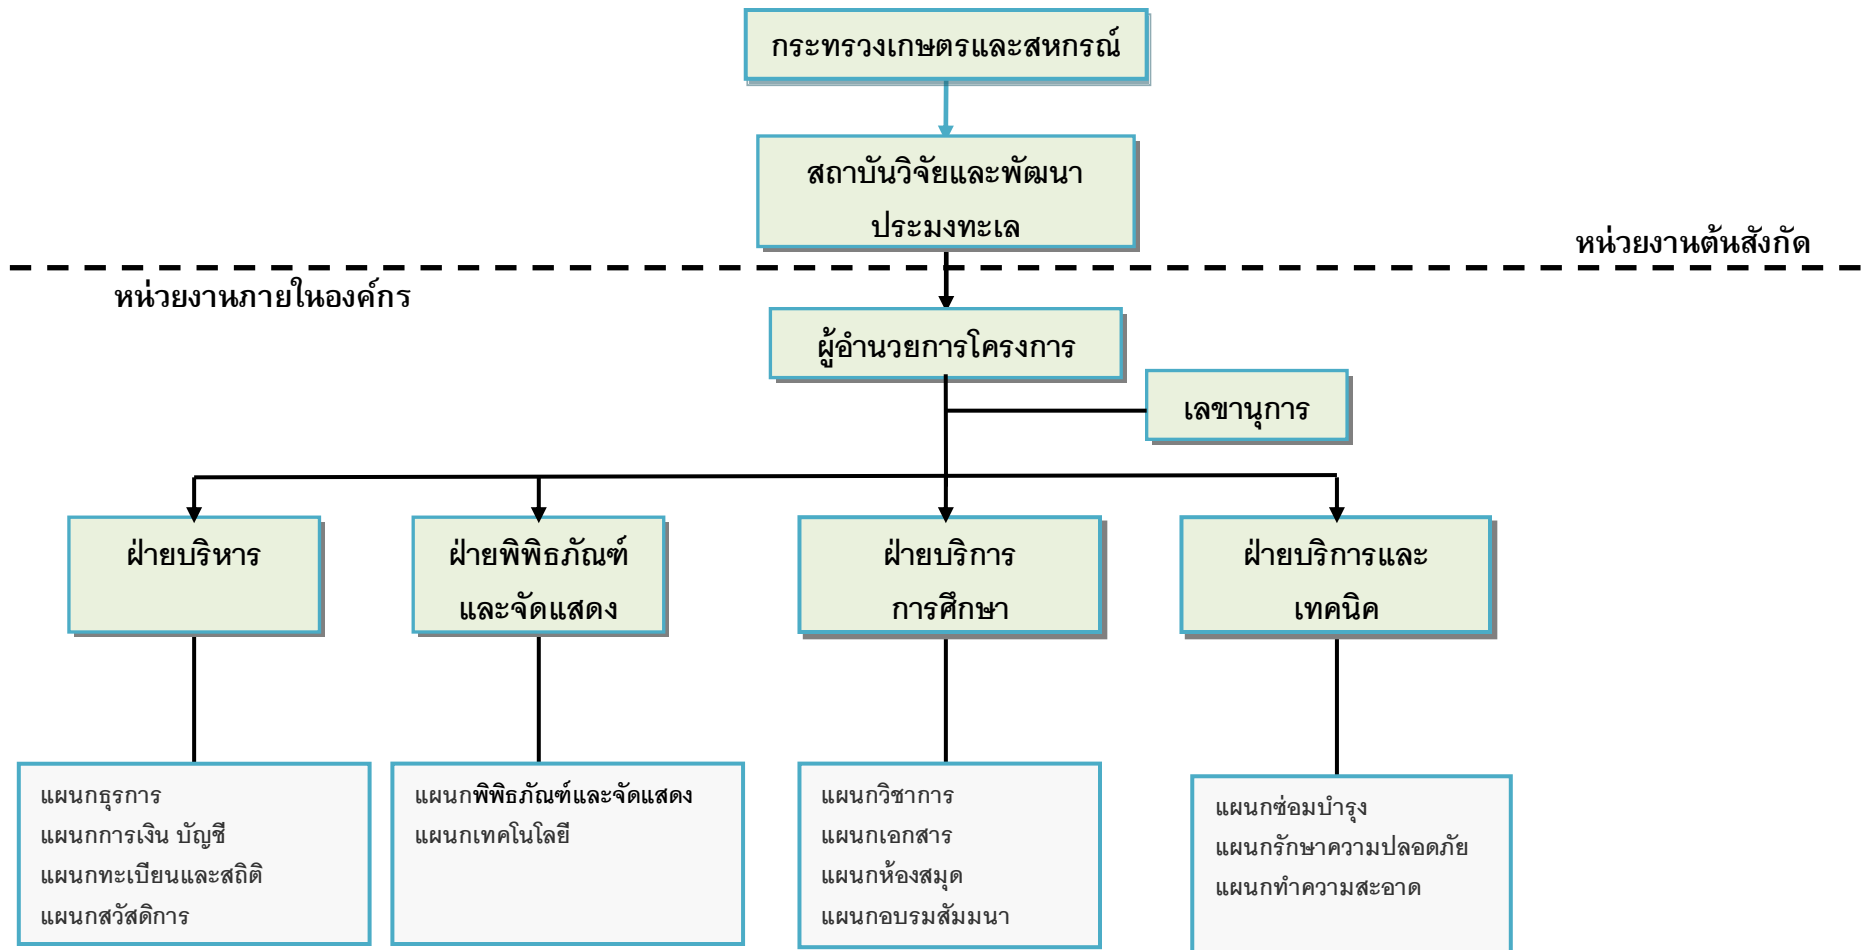 กระทรวงเกษตรและสหกรณ์
สถาบันวิจัยและพัฒนา
ประมงทะเล
หน่วยงานต้นสังกัด
หน่วยงานภายในองค์กร
ผู้อำนวยการโครงการ
เลขานุการ
ฝ่ายบริหาร
ฝ่ายพิพิธภัณฑ์
และจัดแสดง
ฝ่ายบริการ
การศึกษา
ฝ่ายบริการและ
เทคนิค
แผนกธุรการ
แผนกการเงิน บัญชี
แผนกทะเบียนและสถิติ
แผนกสวัสดิการ
แผนกพิพิธภัณฑ์และจัดแสดง
แผนกเทคโนโลยี
แผนกวิชาการ
แผนกเอกสาร
แผนกห้องสมุด
แผนกอบรมสัมมนา
แผนกซ่อมบำรุง
แผนกรักษาความปลอดภัย
แผนกทำความสะอาด